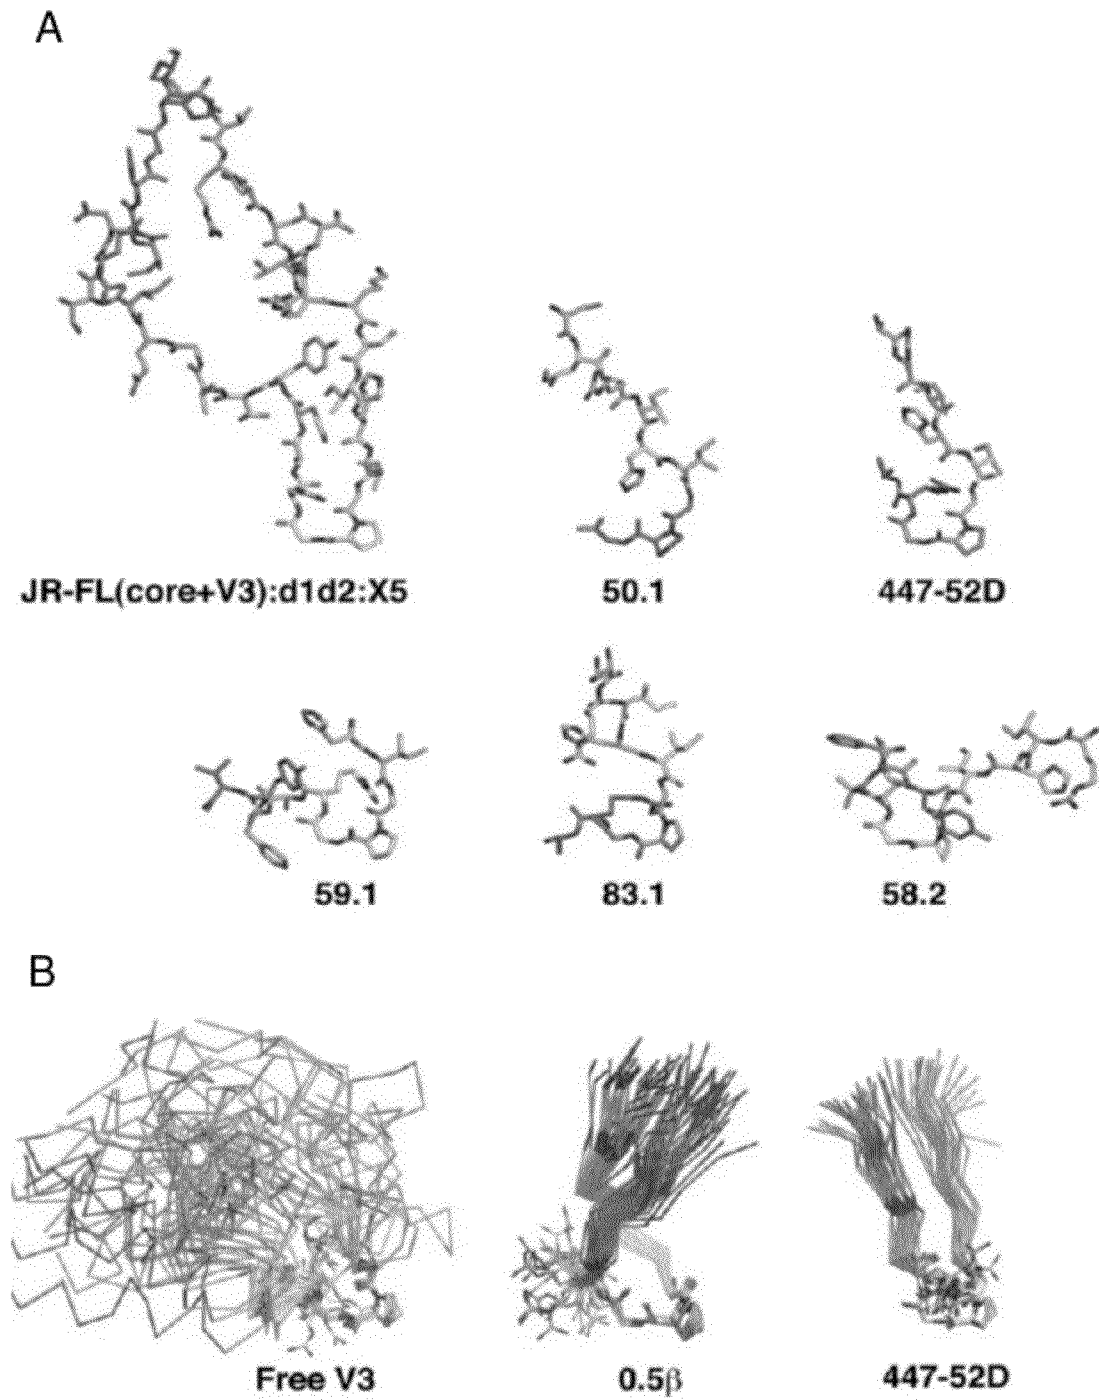 A
JR-FL(core+V3):d1d2:X5
50.1
447-52D
59.1
83.1
58.2
B
Free V3
0.5β
447-52D